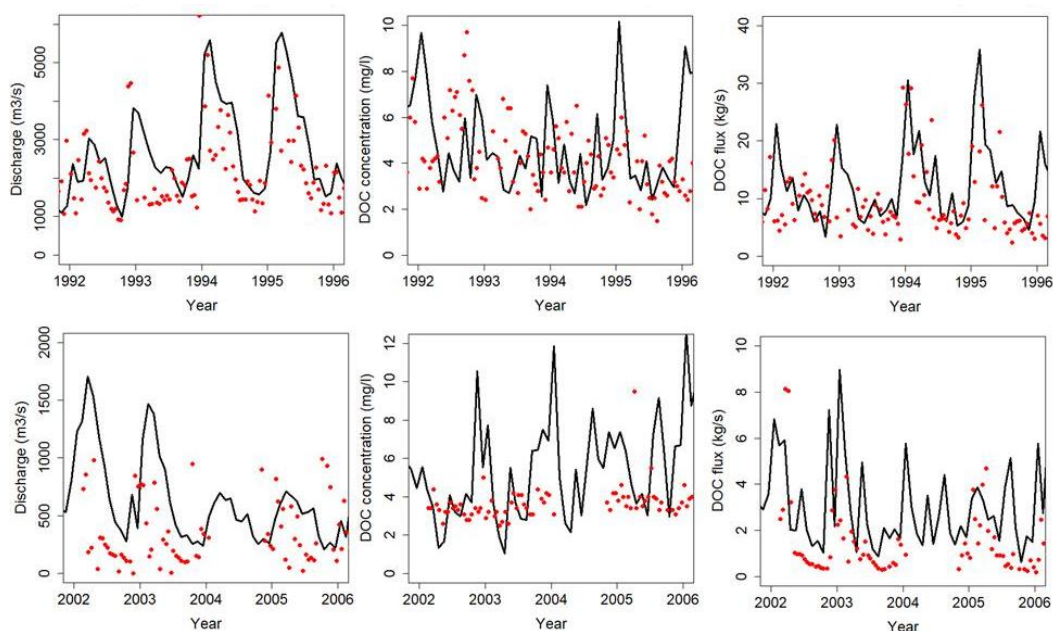 Discharge (m3/s)
0 1000 3000 5000
1992 1993 1994 1995 1996
Year
DOC concentration (mg/l)
0 2 4 6 8 10
1992 1993 1994 1995 1996
Year
DOC flux (kg/s)
0 10 20 30 40
1992 1993 1994 1995 1996
Year
Discharge (m3/s)
0 500 1000 1500 2000
2002 2003 2004 2005 2006
Year
DOC concentration (mg/l)
0 2 4 6 8 10 12
2002 2003 2004 2005 2006
Year
DOC flux (kg/s)
0 2 4 6 8 10
2002 2003 2004 2005 2006
Year